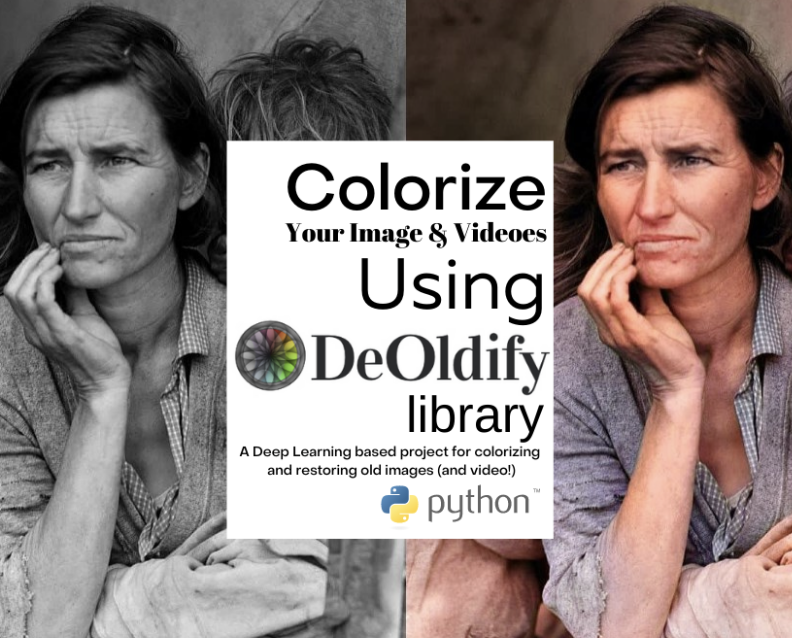 Colorize
Your Image & Videoes
Using
DeOldify
library
A Deep Learning based project for colorizing
and restoring old images (and video!)
python™